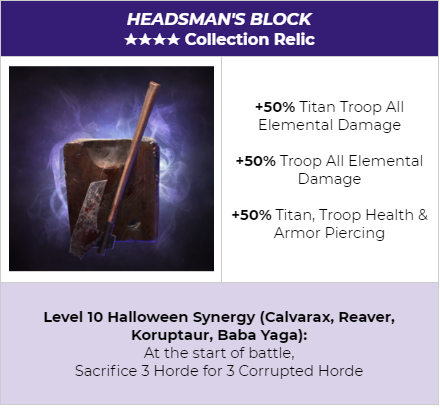 HEADSMAN'S BLOCK
★★★★ Collection Relic
+50% Titan Troop All
Elemental Damage
+50% Troop All Elemental
Damage
+50% Titan, Troop Health &
Armor Piercing
Level 10 Halloween Synergy (Calvarax, Reaver,
Koruptaur, Baba Yaga):
At the start of battle,
Sacrifice 3 Horde for 3 Corrupted Horde